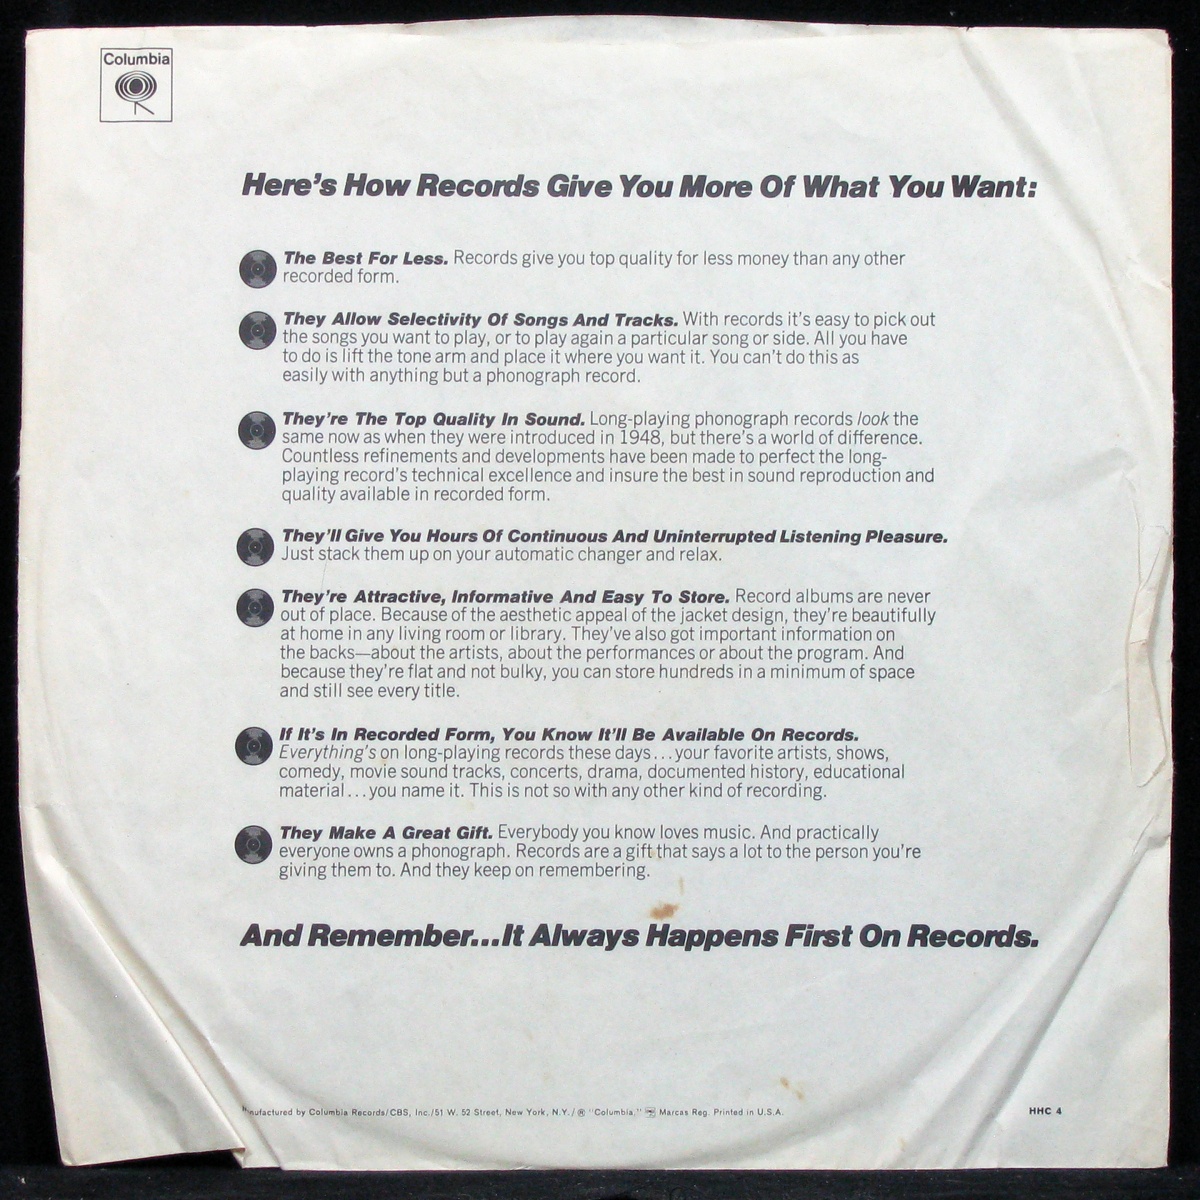 Columbia
Here's How Records Give You More Of What You Want:
The Best For Less. Records give you top quality for less money than any other
recorded form.
They Allow Selectivity Of Songs And Tracks. With records it's easy to pick out
the songs you want to play, or to play again a particular song or side. All you have
to do is lift the tone arm and place it where you want it. You can't do this as
easily with anything but a phonograph record.
They're The Top Quality In Sound. Long-playing phonograph records look the
same now as when they were introduced in 1948, but there's a world of difference.
Countless refinements and developments have been made to perfect the long-
playing record's technical excellence and insure the best in sound reproduction and
quality available in recorded form.
They'll Give You Hours Of Continuous And Uninterrupted Listening Pleasure.
Just stack them up on your automatic changer and relax.
They're Attractive, Informative And Easy To Store. Record albums are never
out of place. Because of the aesthetic appeal of the jacket design, they're beautifully
at home in any living room or library. They've also got important information on
the backs—about the artists, about the performances or about the program. And
because they're flat and not bulky, you can store hundreds in a minimum of space
and still see every title.
If It's In Recorded Form, You Know It'll Be Available On Records.
Everything's on long-playing records these days...your favorite artists, shows,
comedy, movie sound tracks, concerts, drama, documented history, educational
material...you name it. This is not so with any other kind of recording.
They Make A Great Gift. Everybody you know loves music. And practically
everyone owns a phonograph. Records are a gift that says a lot to the person you're
giving them to. And they keep on remembering.
And Remember...It Always Happens First On Records.
nufactured by Columbia Records/CBS, Inc./51 W. 52 Street, New York, N.Y./® "Columbia," Marcas Reg. Printed in U.S.A.
HHC 4